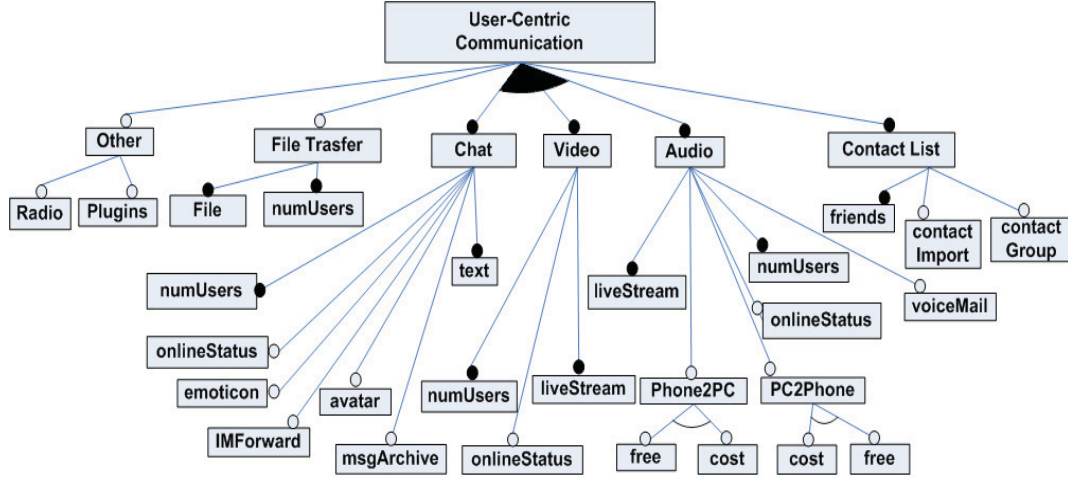 User-Centric
Communication
Other
File Trasfer
Chat
Video
Audio
Contact List
Radio
Plugins
File
numUsers
friends
contact
Import
contact
Group
text
numUsers
liveStream
numUsers
voiceMail
onlineStatus
onlineStatus
emoticon
avatar
numUsers
liveStream
Phone2PC
PC2Phone
IMForward
msgArchive
onlineStatus
free
cost
cost
free